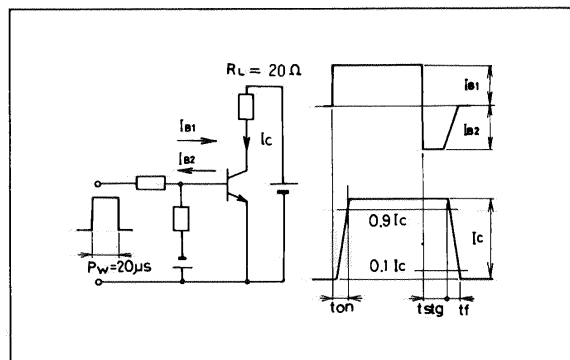 RL = 20 Ω
IB1
IB2
Ic
Pw=20μs
IB1
IB2
0.9 Ic
Ic
0.1 Ic
ton
tstg
tf